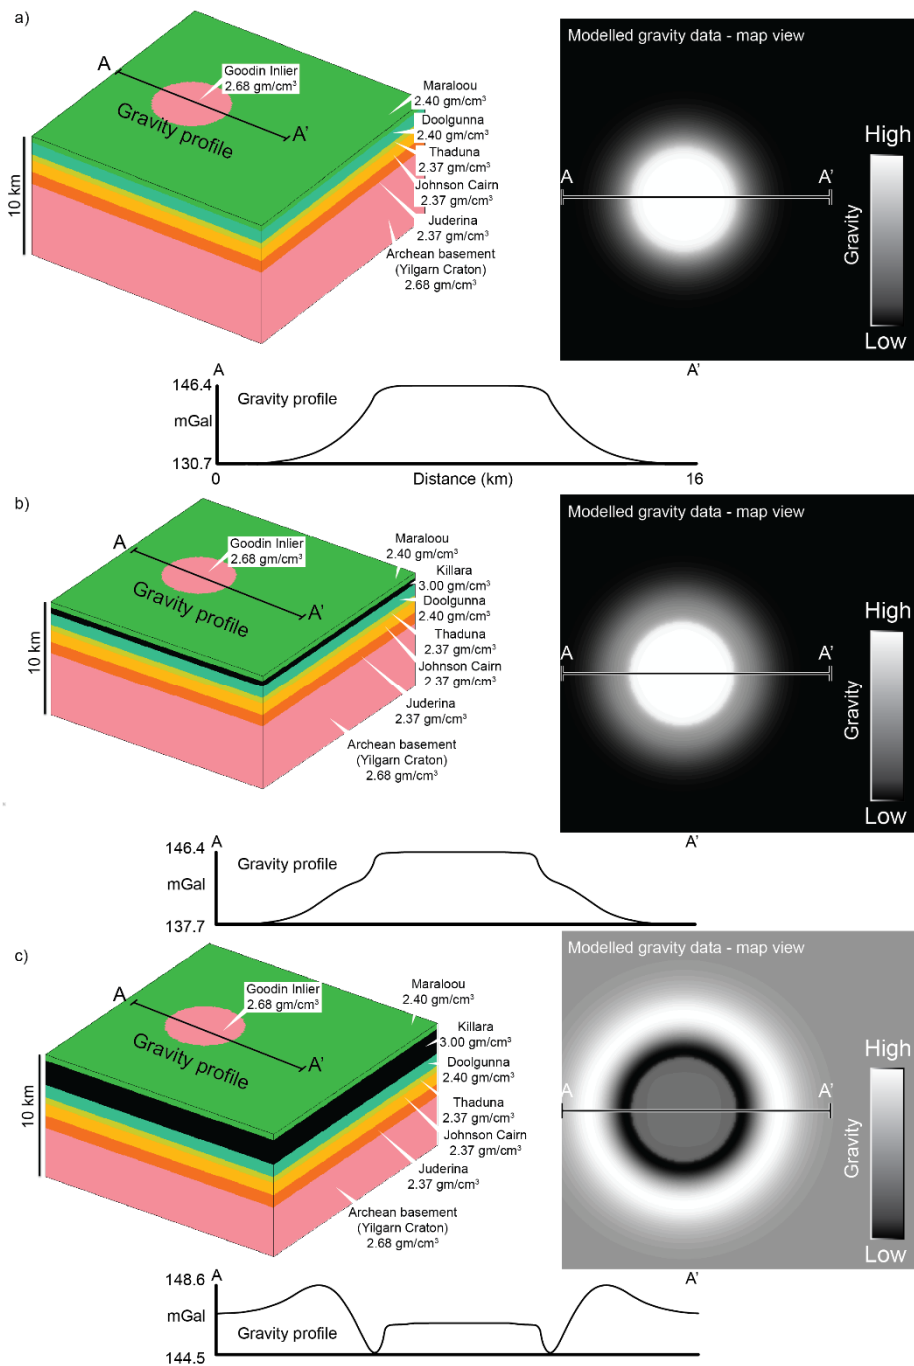 a)
A
Goodin Inlier
2.68 gm/cm³
Gravity profile
A'
10 km
Maraloou
2.40 gm/cm³
Doolgunna
2.40 gm/cm³
Thaduna
2.37 gm/cm³
Johnson Cairn
2.37 gm/cm³
Juderina
2.37 gm/cm³
Archean basement
(Yilgarn Craton)
2.68 gm/cm³
Modelled gravity data - map view
A
A'
High
Gravity
Low
A
A'
146.4
mGal
130.7
Gravity profile
0
Distance (km)
16
b)
A
Goodin Inlier
2.68 gm/cm³
Gravity profile
A'
10 km
Maraloou
2.40 gm/cm³
Killara
3.00 gm/cm³
Doolgunna
2.40 gm/cm³
Thaduna
2.37 gm/cm³
Johnson Cairn
2.37 gm/cm³
Juderina
2.37 gm/cm³
Archean basement
(Yilgarn Craton)
2.68 gm/cm³
Modelled gravity data - map view
A
A'
High
Gravity
Low
A
A'
146.4
mGal
137.7
Gravity profile
c)
A
Goodin Inlier
2.68 gm/cm³
Gravity profile
A'
10 km
Maraloou
2.40 gm/cm³
Killara
3.00 gm/cm³
Doolgunna
2.40 gm/cm³
Thaduna
2.37 gm/cm³
Johnson Cairn
2.37 gm/cm³
Juderina
2.37 gm/cm³
Archean basement
(Yilgarn Craton)
2.68 gm/cm³
Modelled gravity data - map view
A
A'
High
Gravity
Low
A
A'
148.6
mGal
144.5
Gravity profile